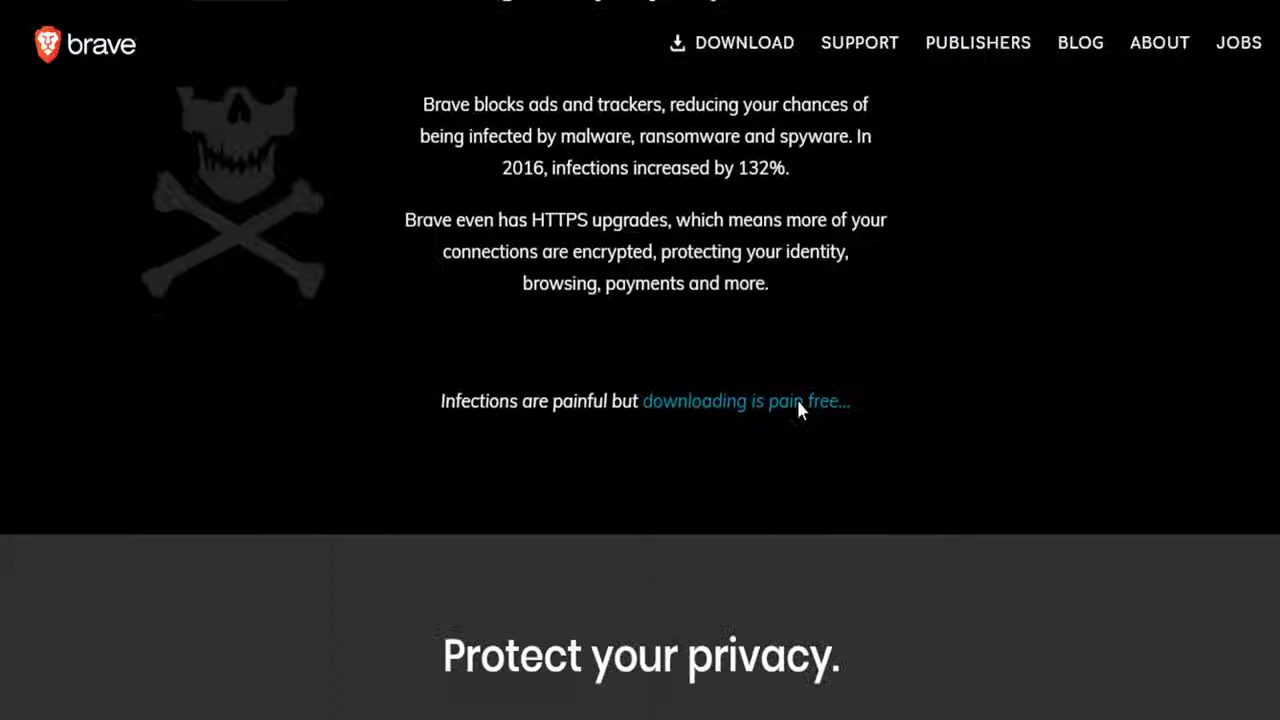 brave
DOWNLOAD SUPPORT PUBLISHERS BLOG ABOUT JOBS
Brave blocks ads and trackers, reducing your chances of
being infected by malware, ransomware and spyware. In
2016, infections increased by 132%.
Brave even has HTTPS upgrades, which means more of your
connections are encrypted, protecting your identity,
browsing, payments and more.
Infections are painful but downloading is pain free...
Protect your privacy.